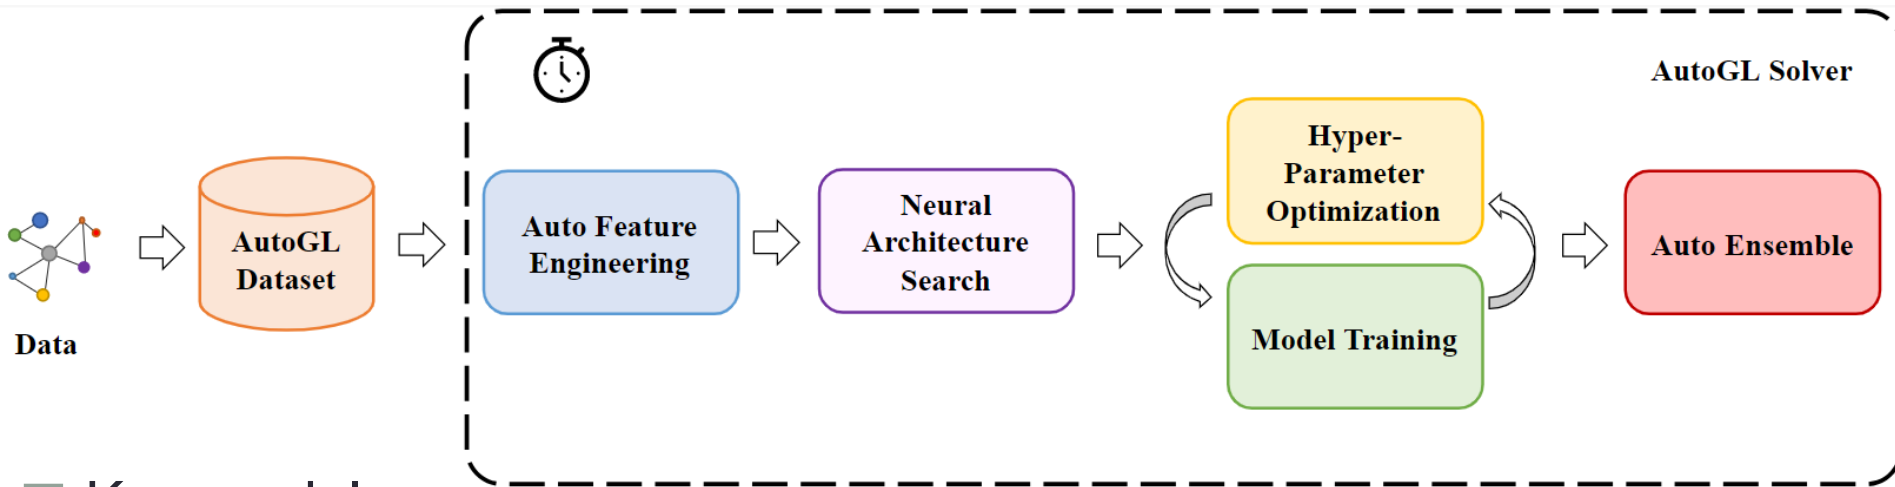 AutoGL Solver
Data
AutoGL
Dataset
Auto Feature
Engineering
Neural
Architecture
Search
Hyper-
Parameter
Optimization
Model Training
Auto Ensemble